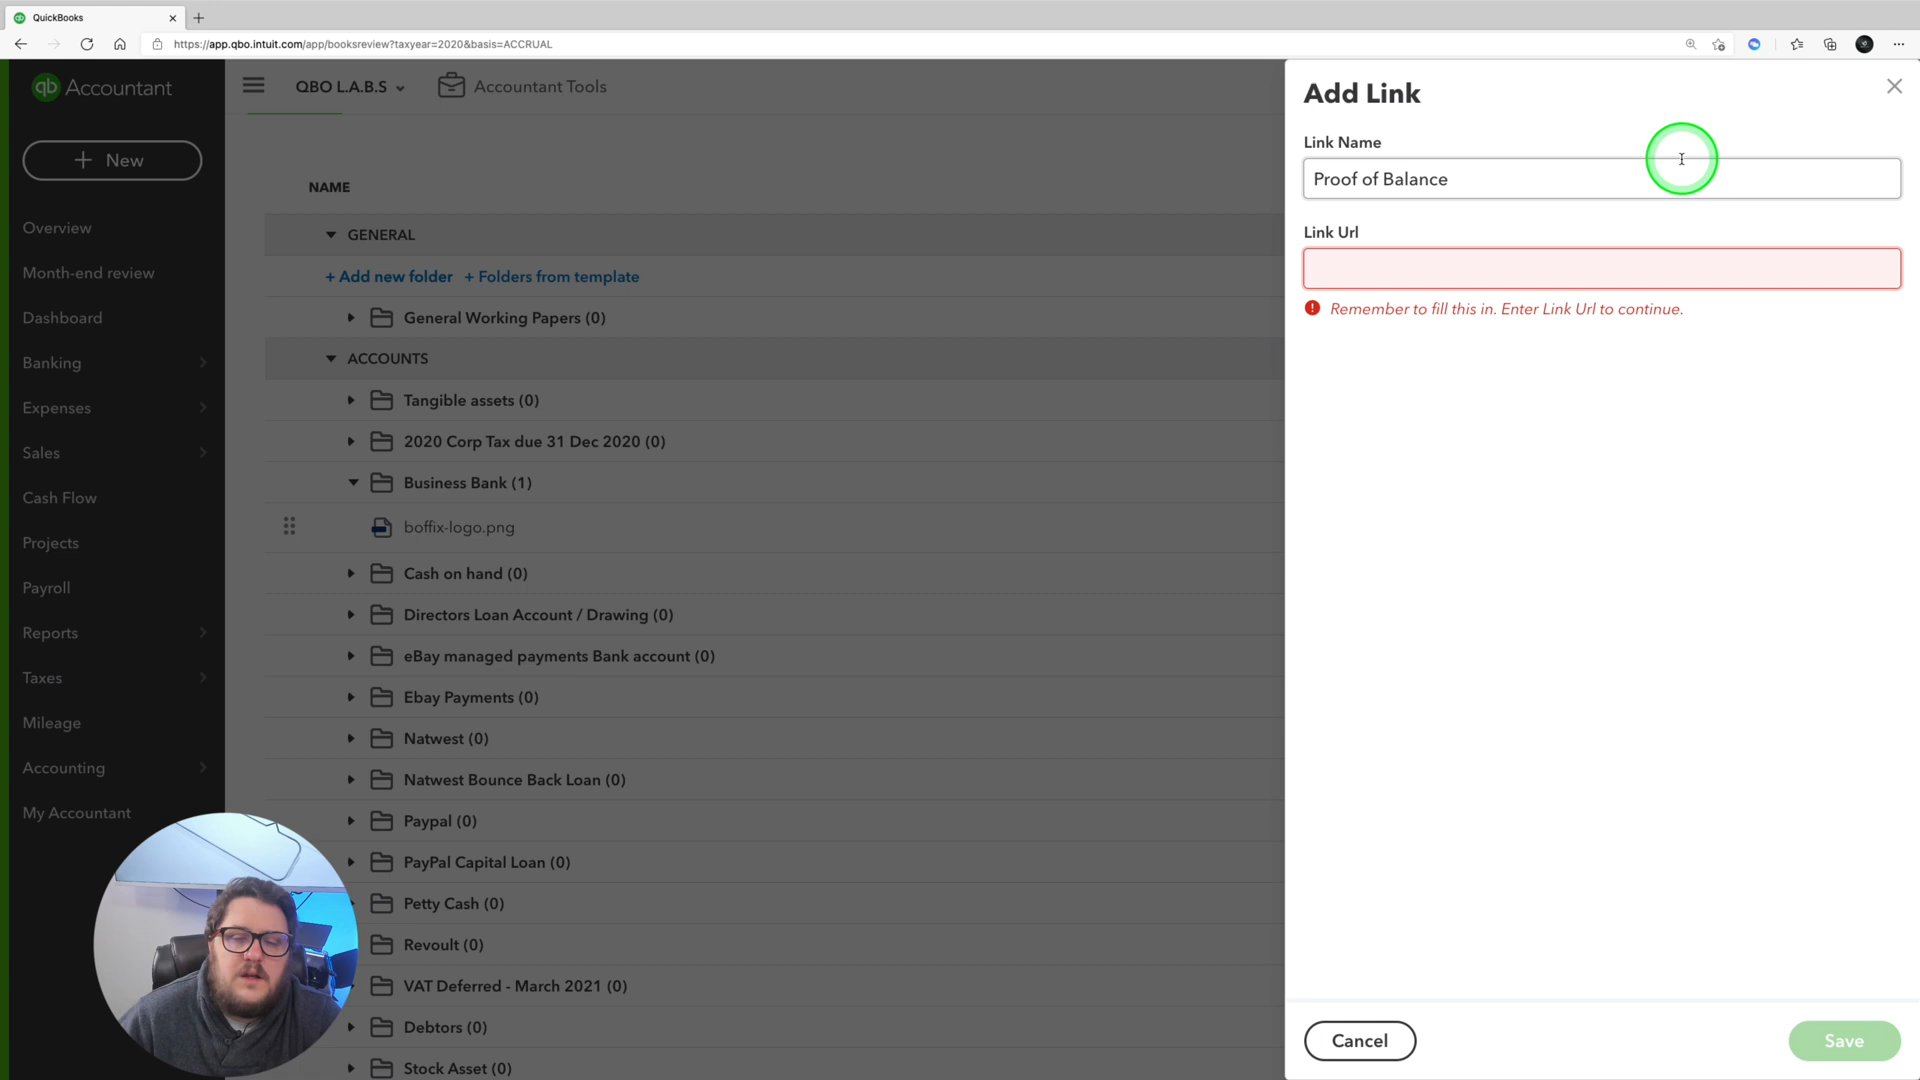 QuickBooks
https://app.qbo.intuit.com/app/booksreview?taxyear=2020&basis=ACCRUAL
qb Accountant
+ New
Overview
Month-end review
Dashboard
Banking
Expenses
Sales
Cash Flow
Projects
Payroll
Reports
Taxes
Mileage
Accounting
My Accountant
QBO L.A.B.S
Accountant Tools
NAME
GENERAL
+ Add new folder + Folders from template
General Working Papers (0)
ACCOUNTS
Tangible assets (0)
2020 Corp Tax due 31 Dec 2020 (0)
Business Bank (1)
boffix-logo.png
Cash on hand (0)
Directors Loan Account / Drawing (0)
eBay managed payments Bank account (0)
Ebay Payments (0)
Natwest (0)
Natwest Bounce Back Loan (0)
Paypal (0)
PayPal Capital Loan (0)
Petty Cash (0)
Revoult (0)
VAT Deferred - March 2021 (0)
Debtors (0)
Stock Asset (0)
Add Link
Link Name
Proof of Balance
Link Url
Remember to fill this in. Enter Link Url to continue.
Cancel
Save